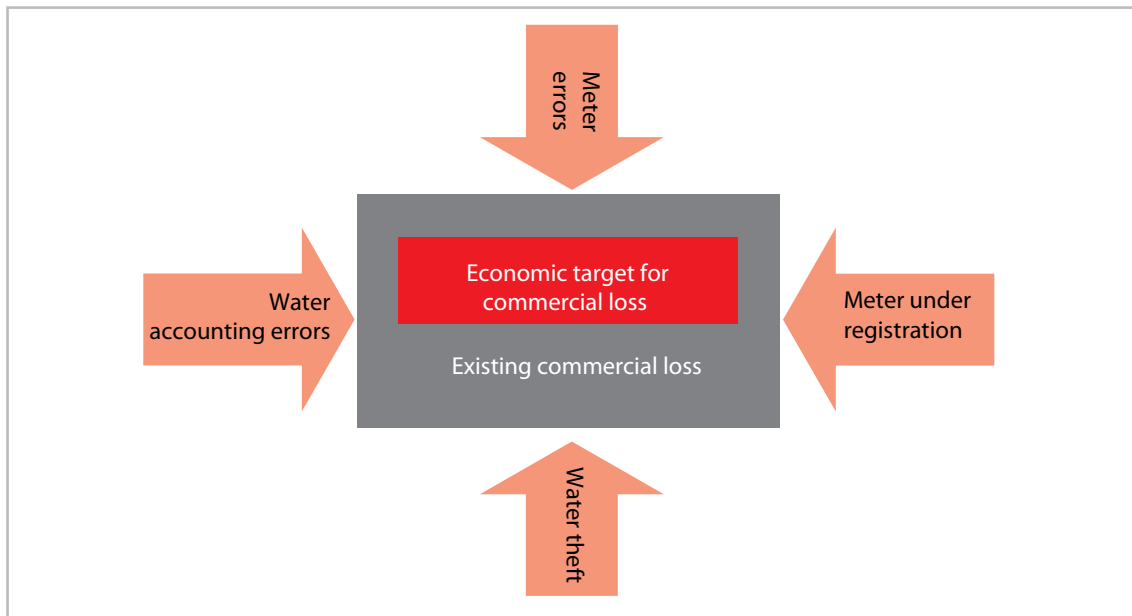 Meter
errors
Economic target for
commercial loss
Water
accounting errors
Meter under
registration
Existing commercial loss
Water theft